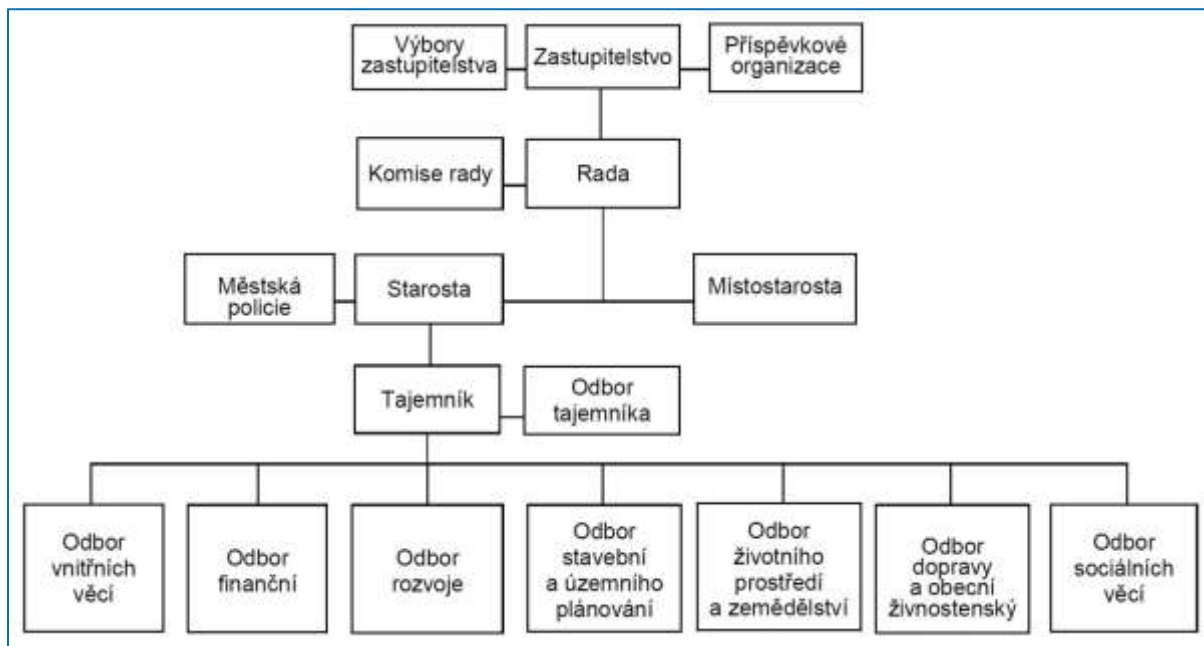 Výbory
zastupitelstva
Zastupitelstvo
Příspěvkové
organizace
Komise rady
Rada
Městská
policie
Starosta
Místostarosta
Tajemník
Odbor
tajemníka
Odbor
vnitřních
věcí
Odbor
finanční
Odbor
rozvoje
Odbor
stavební
a územního
plánování
Odbor
životního
prostředí
a zemědělství
Odbor
dopravy
a obecní
živnostenský
Odbor
sociálních
věcí